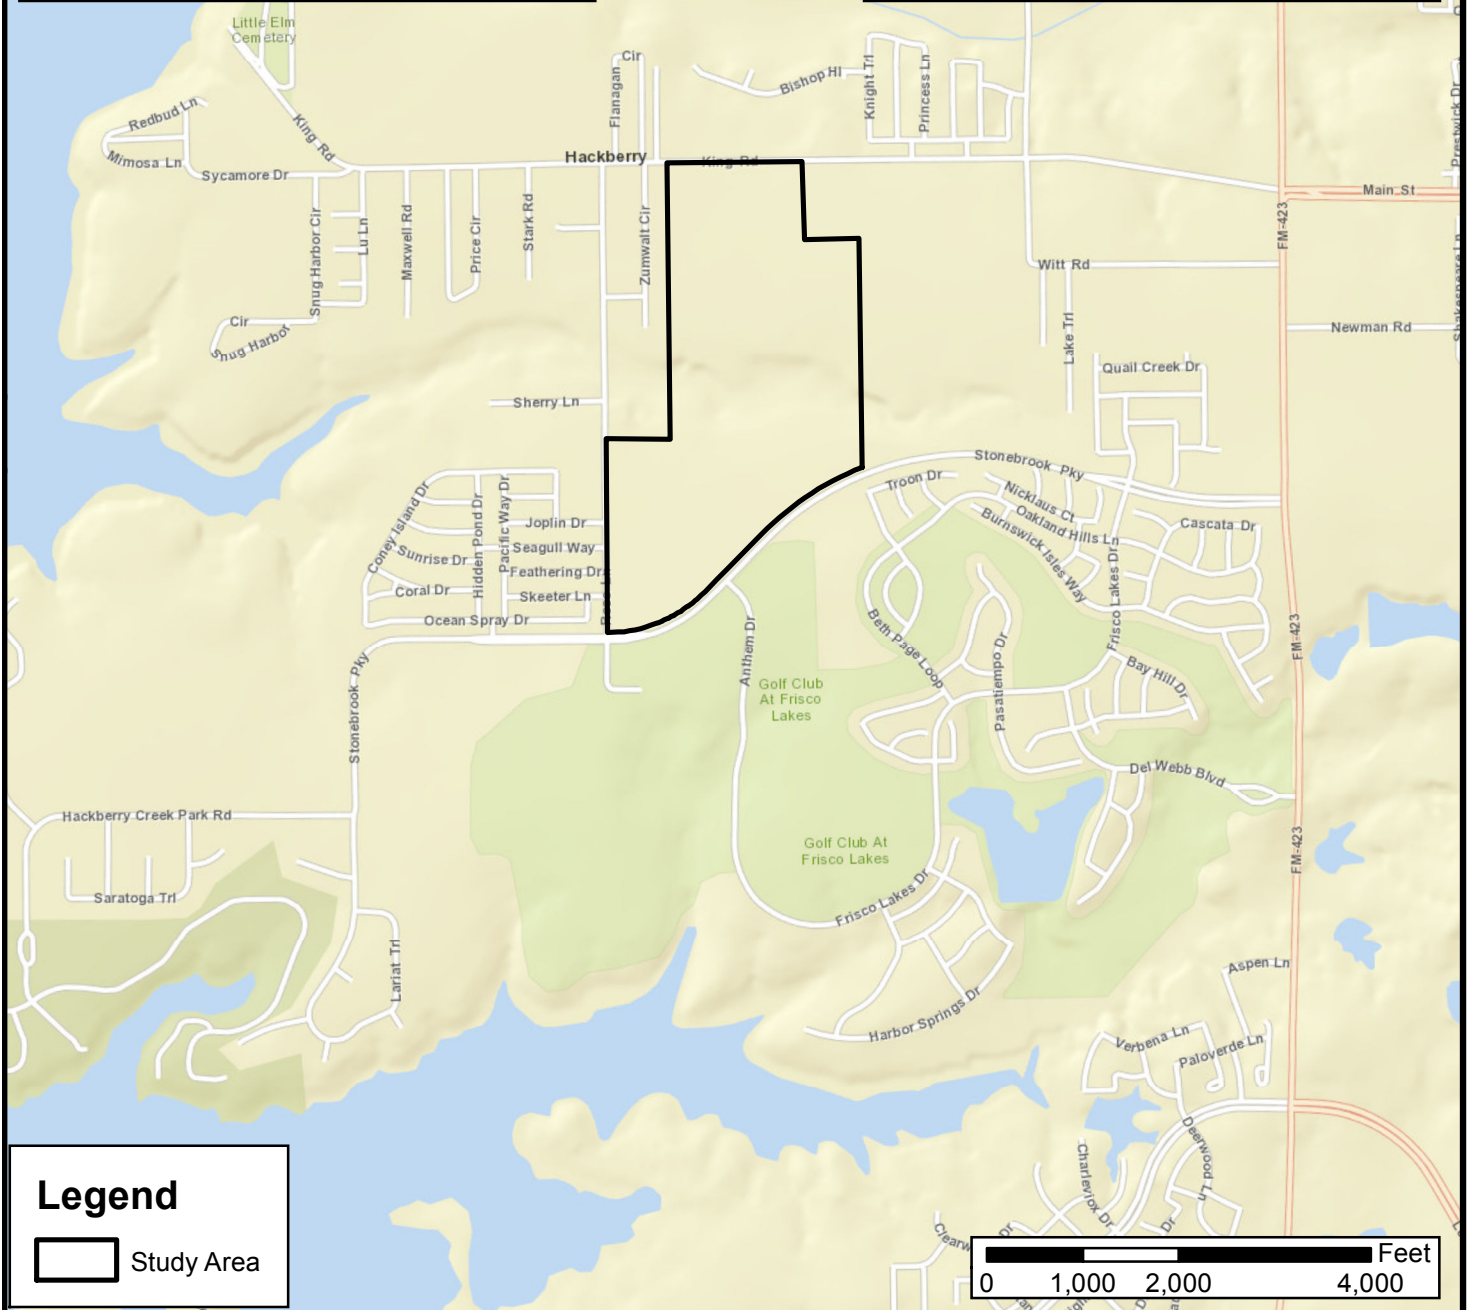 Little Elm
Cemetery
Redbud Ln
Mimosa Ln
King Rd
Sycamore Dr
Flanagan
Cir
Bishop Hl
Knight Trl
Princess Ln
Hackberry
King Rd
Prestwick Dr
Main St
FM-423
Snug Harbor Cir
Lu Ln
Maxwell Rd
Price Cir
Stark Rd
Zumwalt Cir
Witt Rd
Lake Trl
Newman Rd
Shakespeare Ln
Cir
Snug Harbor
Quail Creek Dr
Sherry Ln
Stonebrook Pky
Troon Dr
Nicklaus Ct
Oakland Hills Ln
Burnswick Isles Way
Cascata Dr
Coney Island Dr
Hidden Pond Dr
Pacific Way Dr
Joplin Dr
Seagull Way
Sunrise Dr
Feathering Dr
Coral Dr
Skeeter Ln
Ocean Spray Dr
Frisco Lakes Dr
FM-423
Beth Page Loop
Pasatiempo Dr
Bay Hill Dr
Anthem Dr
Golf Club
At Frisco
Lakes
Stonebrook Pky
Del Webb Blvd
Hackberry Creek Park Rd
Golf Club At
Frisco Lakes
FM-423
Saratoga Trl
Frisco Lakes Dr
Lariat Trl
Aspen Ln
Harbor Springs Dr
Verbena Ln
Paloverde Ln
Deerwood Ln
Charleviox Dr
Dr
Dr
Legend
Study Area
Feet
0 1,000 2,000 4,000